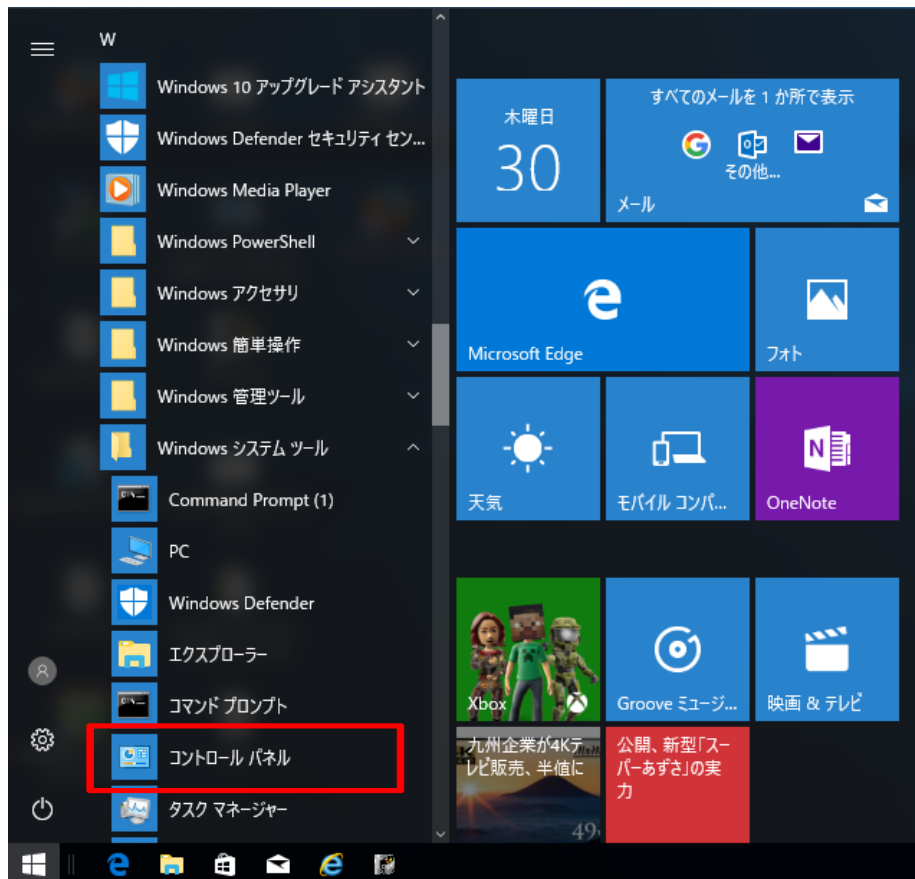 W
Windows 10 アップグレード アシスタント
Windows Defender セキュリティ セン...
Windows Media Player
Windows PowerShell
Windows アクセサリ
Windows 簡単操作
Windows 管理ツール
Windows システム ツール
Command Prompt (1)
PC
Windows Defender
エクスプローラー
コマンド プロンプト
コントロール パネル
タスク マネージャー
木曜日
30
すべてのメールを 1 か所で表示
その他...
メール
Microsoft Edge
フォト
天気
モバイル コンパ...
OneNote
Xbox
Groove ミュージ...
映画 & テレビ
九州企業が4Kテ
レビ販売、半値に
49
公開、新型「スー
パーあずさ」の実
力